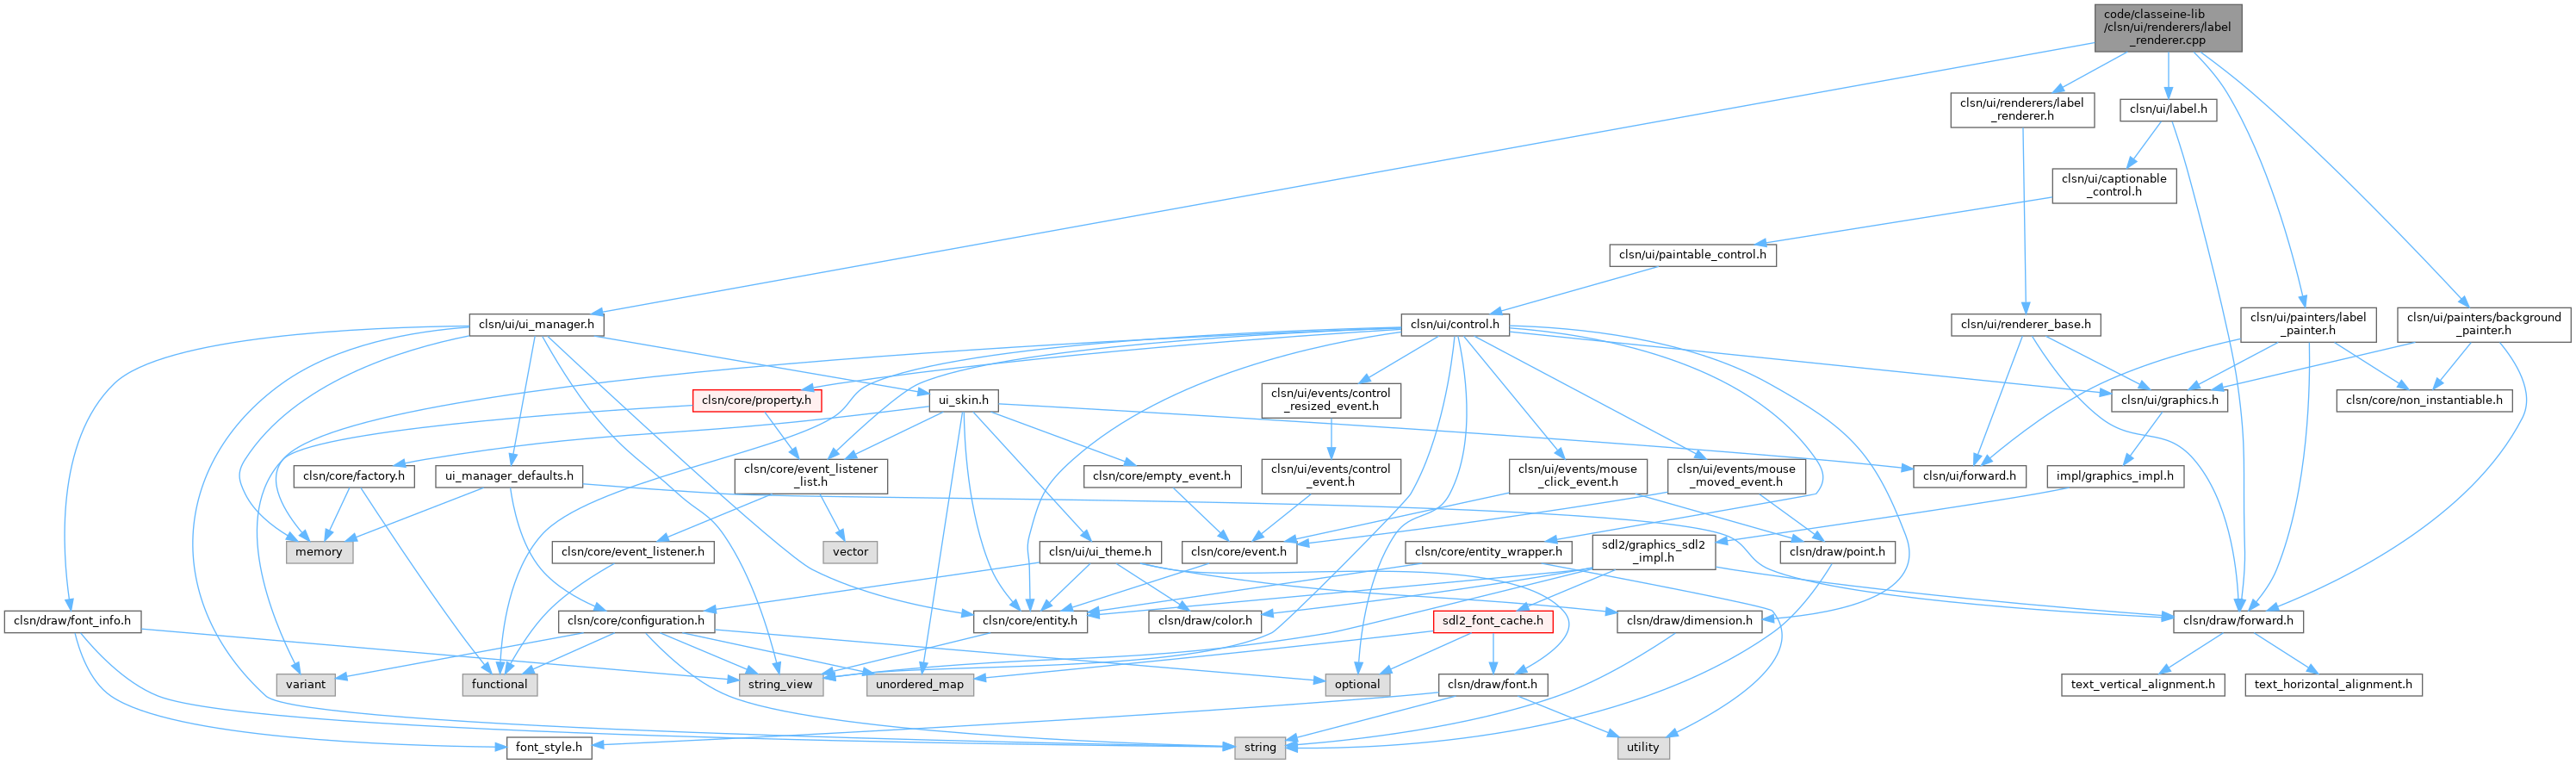 code/classeine-lib
/clsn/ui/renderers/label
_renderer.cpp
clsn/ui/renderers/label
_renderer.h
clsn/ui/label.h
clsn/ui/captionable
_control.h
clsn/ui/paintable_control.h
clsn/ui/ui_manager.h
clsn/ui/control.h
clsn/ui/renderer_base.h
clsn/ui/painters/label
_painter.h
clsn/ui/painters/background
_painter.h
clsn/core/property.h
ui_skin.h
clsn/ui/events/control
_resized_event.h
clsn/ui/graphics.h
clsn/core/non_instantiable.h
clsn/core/factory.h
ui_manager_defaults.h
clsn/core/event_listener
_list.h
clsn/core/empty_event.h
clsn/ui/events/control
_event.h
clsn/ui/events/mouse
_click_event.h
clsn/ui/events/mouse
_moved_event.h
clsn/ui/forward.h
impl/graphics_impl.h
memory
clsn/core/event_listener.h
vector
clsn/ui/ui_theme.h
clsn/core/event.h
clsn/core/entity_wrapper.h
sdl2/graphics_sdl2
_impl.h
clsn/draw/point.h
clsn/draw/font_info.h
clsn/core/configuration.h
clsn/core/entity.h
clsn/draw/color.h
sdl2_font_cache.h
clsn/draw/dimension.h
clsn/draw/forward.h
variant
functional
string_view
unordered_map
optional
clsn/draw/font.h
text_vertical_alignment.h
text_horizontal_alignment.h
font_style.h
string
utility